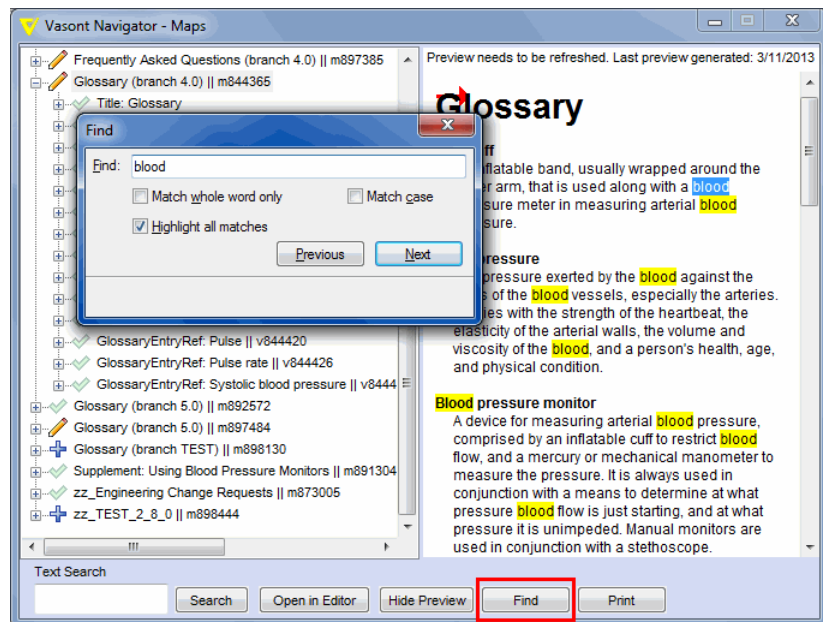 Vasont Navigator - Maps
Frequently Asked Questions (branch 4.0) || m897385
Glossary (branch 4.0) || m844365
Title: Glossary
Find
Find: blood
Match whole word only
Match case
Highlight all matches
Previous
Next
GlossaryEntryRef: Pulse || v844420
GlossaryEntryRef: Pulse rate || v844426
GlossaryEntryRef: Systolic blood pressure || v8444
Glossary (branch 5.0) || m892572
Glossary (branch 5.0) || m897484
Glossary (branch TEST) || m898130
Supplement: Using Blood Pressure Monitors || m891304
zz_Engineering Change Requests || m873005
zz_TEST_2_8_0 || m898444
Preview needs to be refreshed. Last preview generated: 3/11/2013
Glossary
ff
flatable band, usually wrapped around the
r arm, that is used along with a blood
sure meter in measuring arterial blood
sure.
ressure
pressure exerted by the blood against the
s of the blood vessels, especially the arteries.
ies with the strength of the heartbeat, the
elasticity of the arterial walls, the volume and
viscosity of the blood, and a person's health, age,
and physical condition.
Blood pressure monitor
A device for measuring arterial blood pressure,
comprised by an inflatable cuff to restrict blood
flow, and a mercury or mechanical manometer to
measure the pressure. It is always used in
conjunction with a means to determine at what
pressure blood flow is just starting, and at what
pressure it is unimpeded. Manual monitors are
used in conjunction with a stethoscope.
Text Search
Search
Open in Editor
Hide Preview
Find
Print